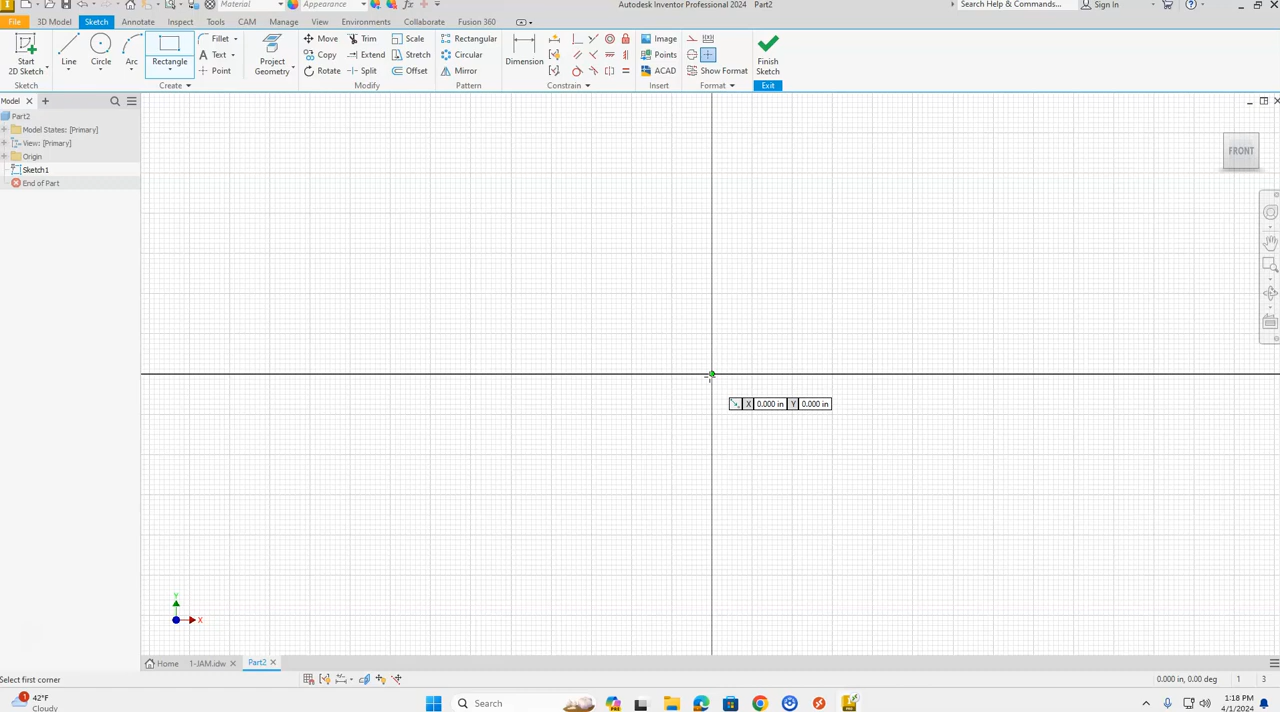 Material
Appearance
Autodesk Inventor Professional 2024 Part2
Search Help & Commands...
Sign In
File
3D Model
Sketch
Annotate
Inspect
Tools
CAM
Manage
View
Environments
Collaborate
Fusion 360
Start
2D Sketch
Line
Circle
Arc
Rectangle
Fillet
Text
Point
Project
Geometry
Move
Copy
Rotate
Trim
Extend
Split
Scale
Stretch
Offset
Dimension
Rectangular
Circular
Mirror
Image
Points
ACAD
Show Format
Finish
Sketch
Sketch
Create
Modify
Pattern
Constrain
Insert
Format
Exit
Model
Part2
Model States: [Primary]
View: [Primary]
Origin
Sketch1
End of Part
FRONT
X 0.000 in Y 0.000 in
Y
X
Home
1-JAM.idw
Part2
Select first corner
0.000 in, 0.00 deg 1 3
1
42°F
Cloudy
Search
PRO
1:18 PM
4/1/2024
3